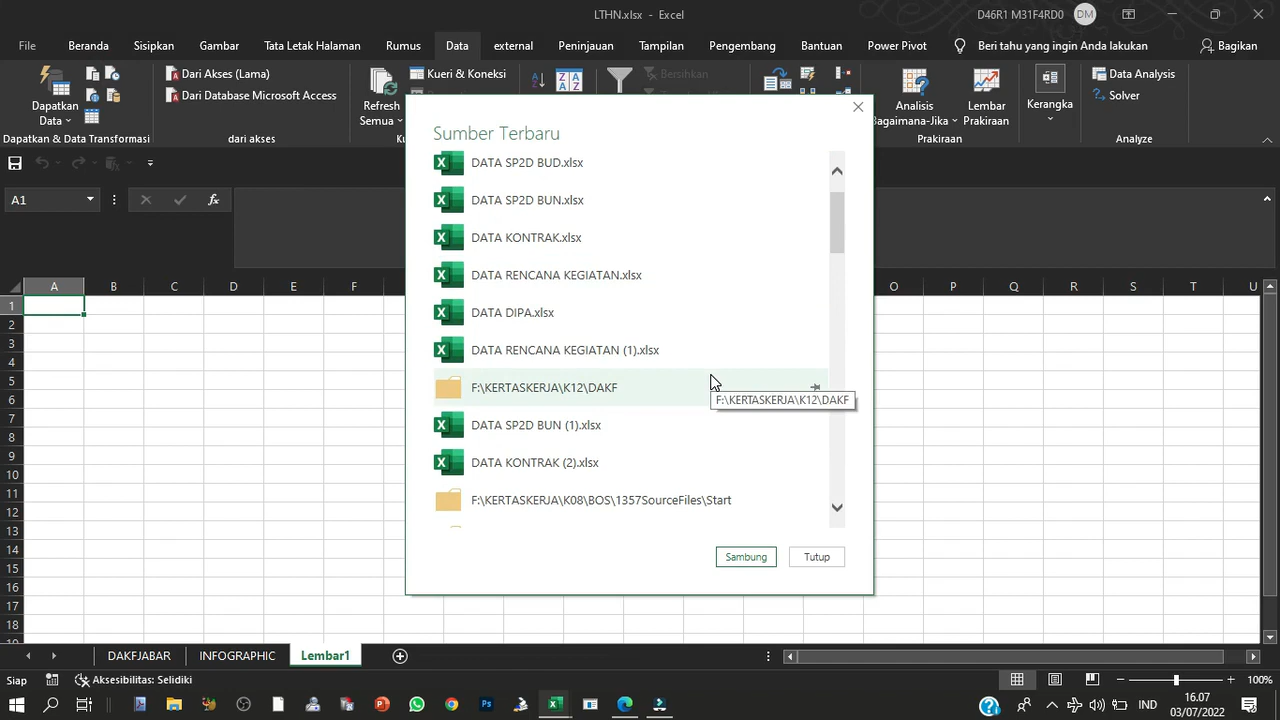 LTHN.xlsx - Excel
D46R1 M31F4RD0 DM
File Beranda Sisipkan Gambar Tata Letak Halaman Rumus Data external Peninjauan Tampilan Pengembang Bantuan Power Pivot Beri tahu yang ingin Anda lakukan Bagikan
Dapatkan Data
Dari Akses (Lama)
Dari Database Microsoft Access
Refresh Semua
Kueri & Koneksi
Bersihkan
Analisis Bagaimana-Jika
Lembar Prakiraan
Kerangka
Data Analysis
Solver
Dapatkan & Data Transformasi
dari akses
Prakiraan
Analyze
A1
fx
Sumber Terbaru
DATA SP2D BUD.xlsx
DATA SP2D BUN.xlsx
DATA KONTRAK.xlsx
DATA RENCANA KEGIATAN.xlsx
DATA DIPA.xlsx
DATA RENCANA KEGIATAN (1).xlsx
F:\KERTASKERJA\K12\DAKF
F:\KERTASKERJA\K12\DAKF
DATA SP2D BUN (1).xlsx
DATA KONTRAK (2).xlsx
F:\KERTASKERJA\K08\BOS\1357SourceFiles\Start
Sambung Tutup
A B C D E F O P Q R S T U
1
2
3
4
5
6
7
8
9
10
11
12
13
14
15
16
17
18
DAKFJABAR INFOGRAPHIC Lembar1
Siap Aksesibilitas: Selidiki 100%
IND
16.07
03/07/2022